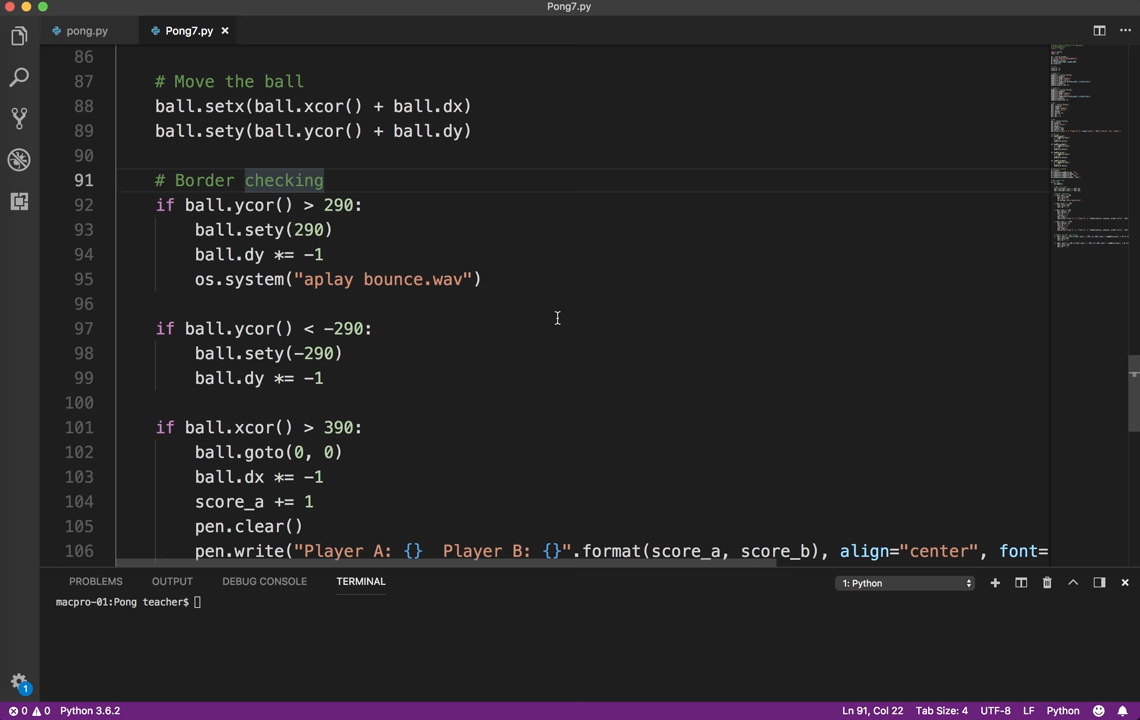 Pong7.py
pong.py
Pong7.py
86
87 # Move the ball
88 ball.setx(ball.xcor() + ball.dx)
89 ball.sety(ball.ycor() + ball.dy)
90
91 # Border checking
92 if ball.ycor() > 290:
93 ball.sety(290)
94 ball.dy *= -1
95 os.system("aplay bounce.wav")
96
97 if ball.ycor() < -290:
98 ball.sety(-290)
99 ball.dy *= -1
100
101 if ball.xcor() > 390:
102 ball.goto(0, 0)
103 ball.dx *= -1
104 score_a += 1
105 pen.clear()
106 pen.write("Player A: {}  Player B: {}".format(score_a, score_b), align="center", font=
PROBLEMS OUTPUT DEBUG CONSOLE TERMINAL 1: Python
macpro-01:Pong teacher$
1
0 0 Python 3.6.2 Ln 91, Col 22 Tab Size: 4 UTF-8 LF Python